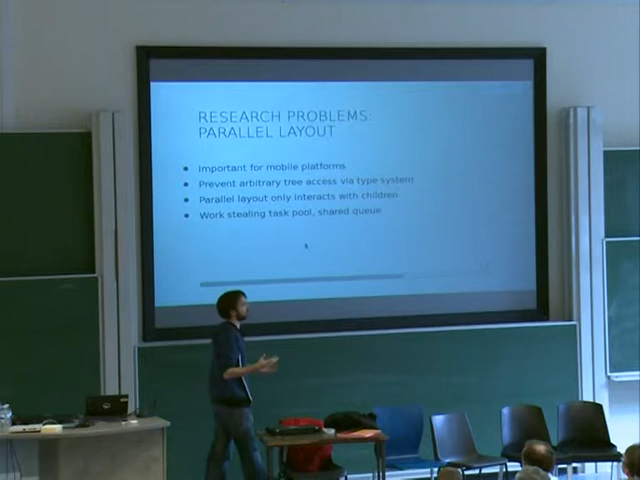 RESEARCH PROBLEMS:
PARALLEL LAYOUT
Important for mobile platforms
Prevent arbitrary tree access via type system
Parallel layout only interacts with children
Work stealing task pool, shared queue